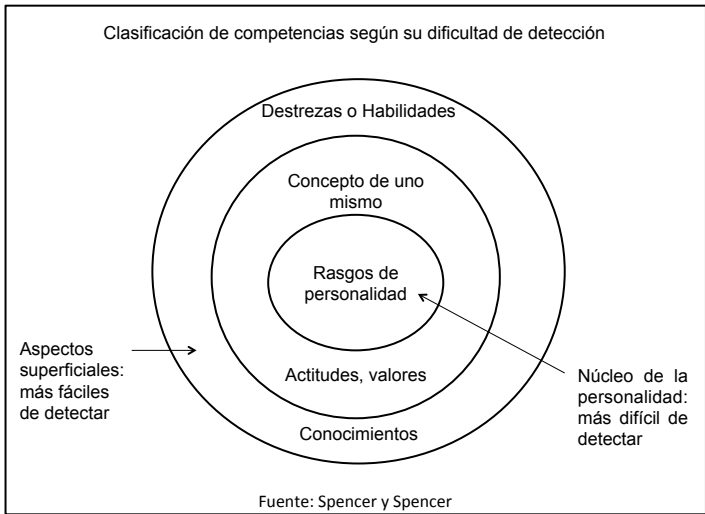 Clasificación de competencias según su dificultad de detección
Destrezas o Habilidades
Concepto de uno
mismo
Rasgos de
personalidad
Aspectos
superficiales:
más fáciles
de detectar
Actitudes, valores
Núcleo de la
personalidad:
más difícil de
detectar
Conocimientos
Fuente: Spencer y Spencer